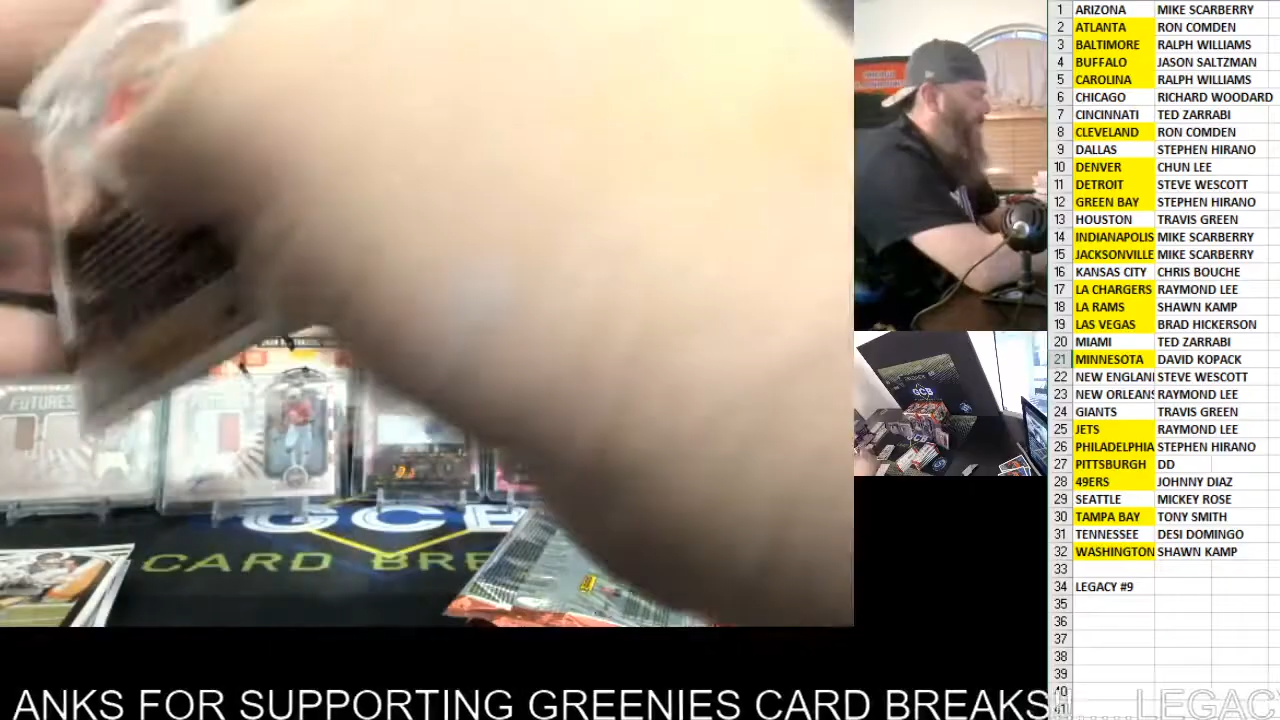 1 ARIZONA MIKE SCARBERRY
2 ATLANTA RON COMDEN
3 BALTIMORE RALPH WILLIAMS
4 BUFFALO JASON SALTZMAN
5 CAROLINA RALPH WILLIAMS
6 CHICAGO RICHARD WOODARD
7 CINCINNATI TED ZARRABI
8 CLEVELAND RON COMDEN
9 DALLAS STEPHEN HIRANO
10 DENVER CHUN LEE
11 DETROIT STEVE WESCOTT
12 GREEN BAY STEPHEN HIRANO
13 HOUSTON TRAVIS GREEN
14 INDIANAPOLIS MIKE SCARBERRY
15 JACKSONVILLE MIKE SCARBERRY
16 KANSAS CITY CHRIS BOUCHE
17 LA CHARGERS RAYMOND LEE
18 LA RAMS SHAWN KAMP
19 LAS VEGAS BRAD HICKERSON
20 MIAMI TED ZARRABI
21 MINNESOTA DAVID KOPACK
22 NEW ENGLAN STEVE WESCOTT
23 NEW ORLEANS RAYMOND LEE
24 GIANTS TRAVIS GREEN
25 JETS RAYMOND LEE
26 PHILADELPHIA STEPHEN HIRANO
27 PITTSBURGH DD
28 49ERS JOHNNY DIAZ
29 SEATTLE MICKEY ROSE
30 TAMPA BAY TONY SMITH
31 TENNESSEE DESI DOMINGO
32 WASHINGTON SHAWN KAMP
33
34 LEGACY #9
35
36
37
38
39
40
41
FUTURES
GCB
CARD BRE
GCB
ANKS FOR SUPPORTING GREENIES CARD BREAKS
LEGAC